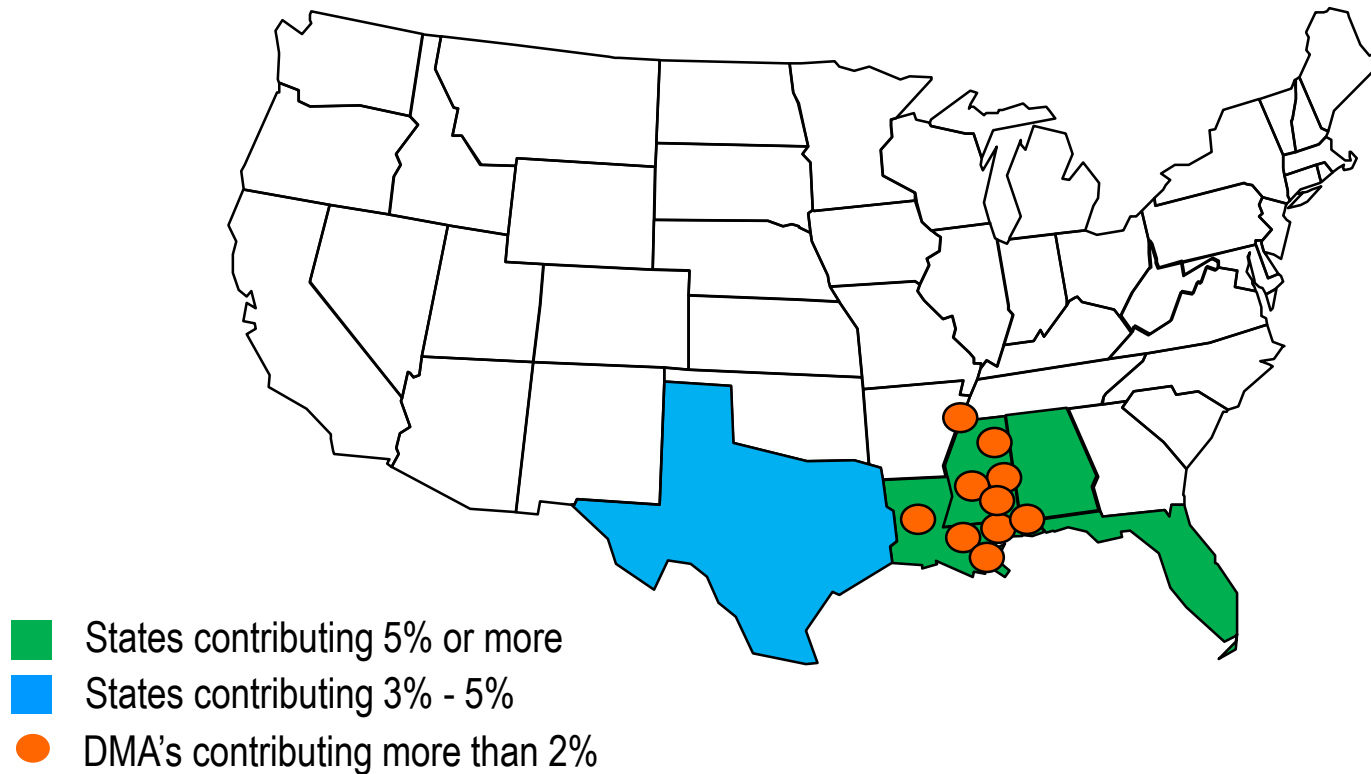 States contributing 5% or more
States contributing 3% - 5%
DMA’s contributing more than 2%